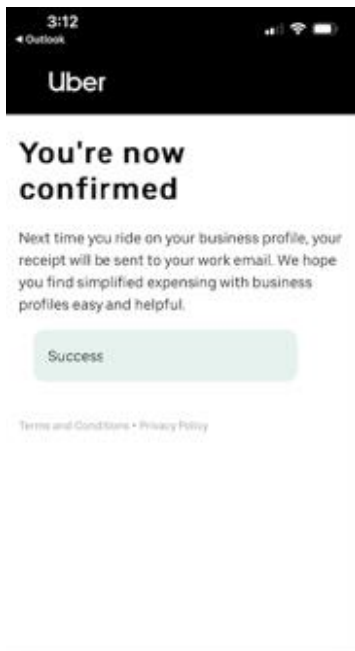 3:12
◀ Outlook
Uber
You're now
confirmed
Next time you ride on your business profile, your
receipt will be sent to your work email. We hope
you find simplified expensing with business
profiles easy and helpful.
Success
Terms and Conditions • Privacy Policy